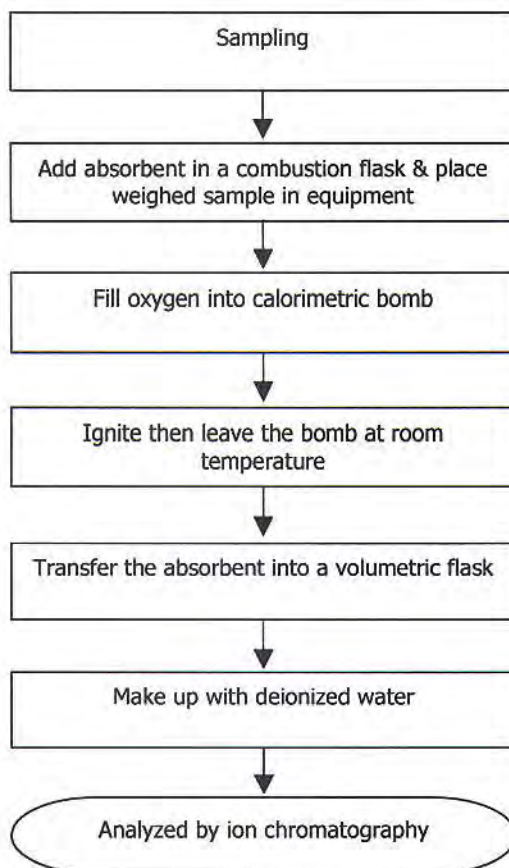 Sampling
Add absorbent in a combustion flask & place
weighed sample in equipment
Fill oxygen into calorimetric bomb
Ignite then leave the bomb at room
temperature
Transfer the absorbent into a volumetric flask
Make up with deionized water
Analyzed by ion chromatography